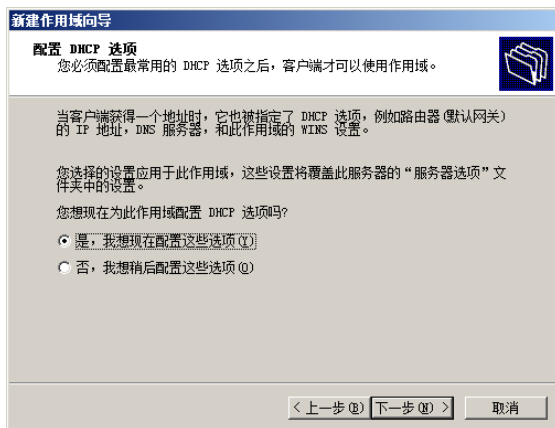 新建作用域向导
配置 DHCP 选项
您必须配置最常用的 DHCP 选项之后，客户端才可以使用作用域。
当客户端获得一个地址时，它也被指定了 DHCP 选项，例如路由器(默认网关)
的 IP 地址，DNS 服务器，和此作用域的 WINS 设置。
您选择的设置应用于此作用域，这些设置将覆盖此服务器的“服务器选项”文
件夹中的设置。
您想现在为此作用域配置 DHCP 选项吗?
是，我想现在配置这些选项(Y)
否，我想稍后配置这些选项(O)
< 上一步(B) 下一步(N) > 取消